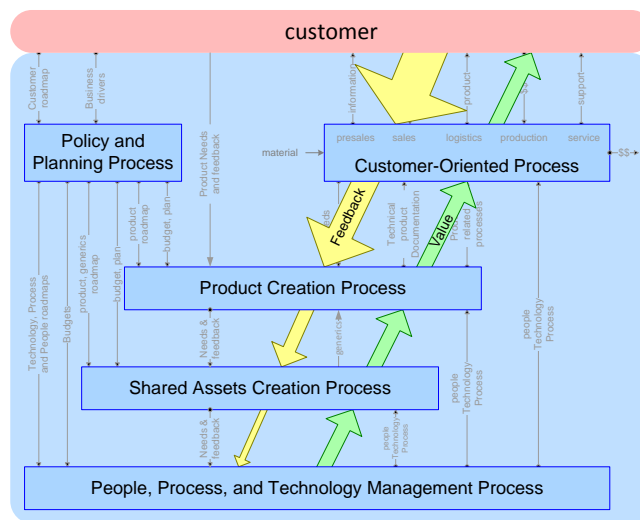 customer
Customer
roadmap
Business
drivers
Product Needs
and feedback
information
product
$$
support
Policy and
Planning Process
presales
sales
logistics
production
service
material
Customer-Oriented Process
$$
Technology, Process
and People roadmaps
Budgets
product, generics
roadmap
budget, plan
product
roadmap
budget, plan
Feedback
Technical
product
Documentation
Value
related
processes
people
Technology
Process
Product Creation Process
Needs &
feedback
generics
people
Technology
Process
Shared Assets Creation Process
Needs &
feedback
people
Technology
Process
People, Process, and Technology Management Process